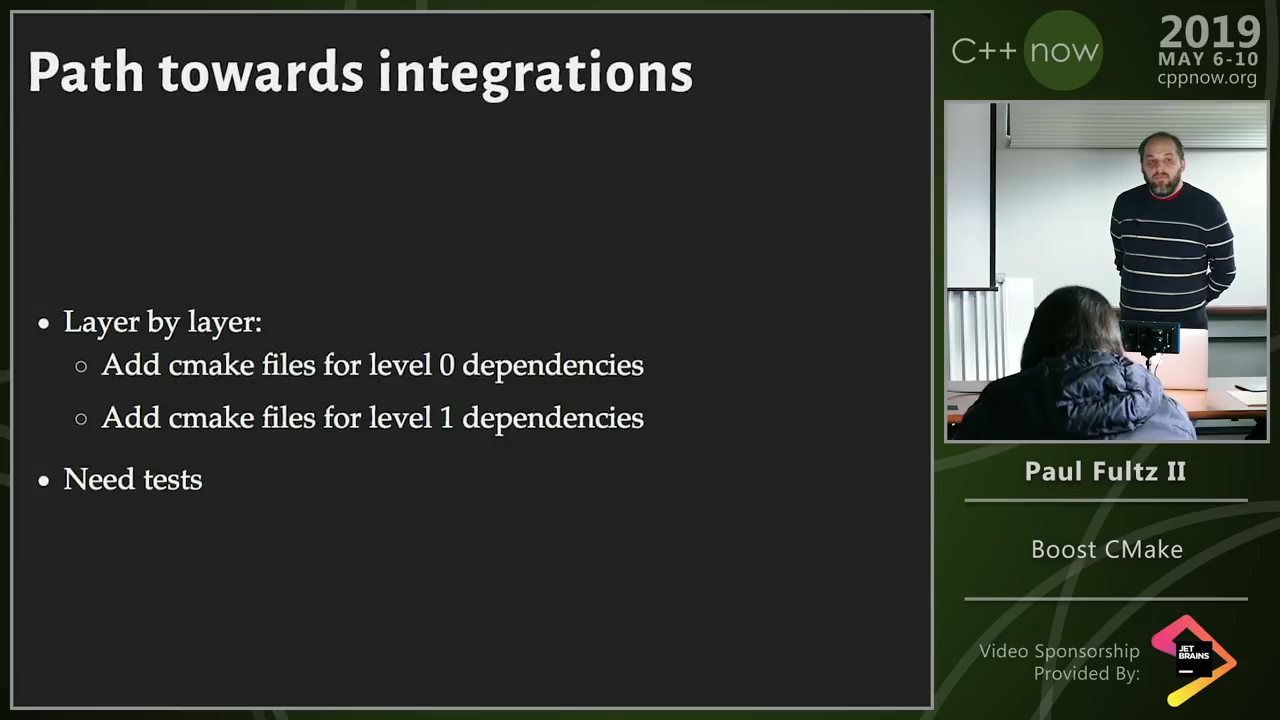 Path towards integrations
• Layer by layer:
○ Add cmake files for level 0 dependencies
○ Add cmake files for level 1 dependencies
• Need tests
C++ now
2019
MAY 6-10
cppnow.org
Paul Fultz II
Boost CMake
Video Sponsorship
Provided By:
JET
BRAINS